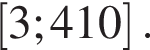 [3; 410] .